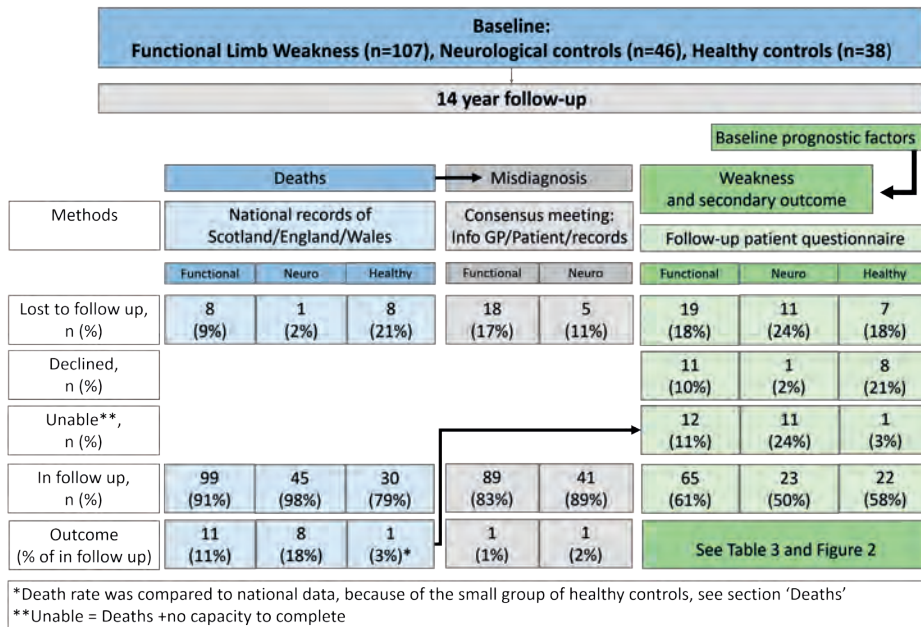 Baseline:
Functional Limb Weakness (n=107), Neurological controls (n=46), Healthy controls (n=38)
14 year follow-up
Baseline prognostic factors
Deaths
Misdiagnosis
Weakness
and secondary outcome
Methods
National records of
Scotland/England/Wales
Consensus meeting:
Info GP/Patient/records
Follow-up patient questionnaire
Functional Neuro Healthy Functional Neuro Functional Neuro Healthy
Lost to follow up,
n (%)
8 1 8 18 5 19 11 7
(9%) (2%) (21%) (17%) (11%) (18%) (24%) (18%)
Declined,
n (%)
11 1 8
(10%) (2%) (21%)
Unable**,
n (%)
12 11 1
(11%) (24%) (3%)
In follow up,
n (%)
99 45 30 89 41 65 23 22
(91%) (98%) (79%) (83%) (89%) (61%) (50%) (58%)
Outcome
(% of in follow up)
11 8 1 1 1
(11%) (18%) (3%)* (1%) (2%)
See Table 3 and Figure 2
*Death rate was compared to national data, because of the small group of healthy controls, see section ‘Deaths’
**Unable = Deaths +no capacity to complete